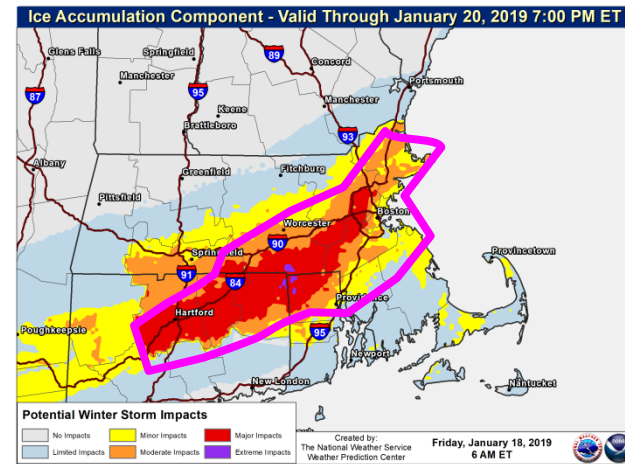 Ice Accumulation Component - Valid Through January 20, 2019 7:00 PM ET
Glens Falls
Springfield
89
Concord
Portsmouth
Manchester
87
95
Manchester
Keene
Brattleboro
93
Albany
Greenfield
Fitchburg
Pittsfield
Worcester
Boston
90
Springfield
Provincetown
91
84
Hartford
Providence
Poughkeepsie
95
Newport
New London
Nantucket
Potential Winter Storm Impacts
No Impacts
Minor Impacts
Major Impacts
Limited Impacts
Moderate Impacts
Extreme Impacts
Created by:
The National Weather Service
Weather Prediction Center
Friday, January 18, 2019
6 AM ET